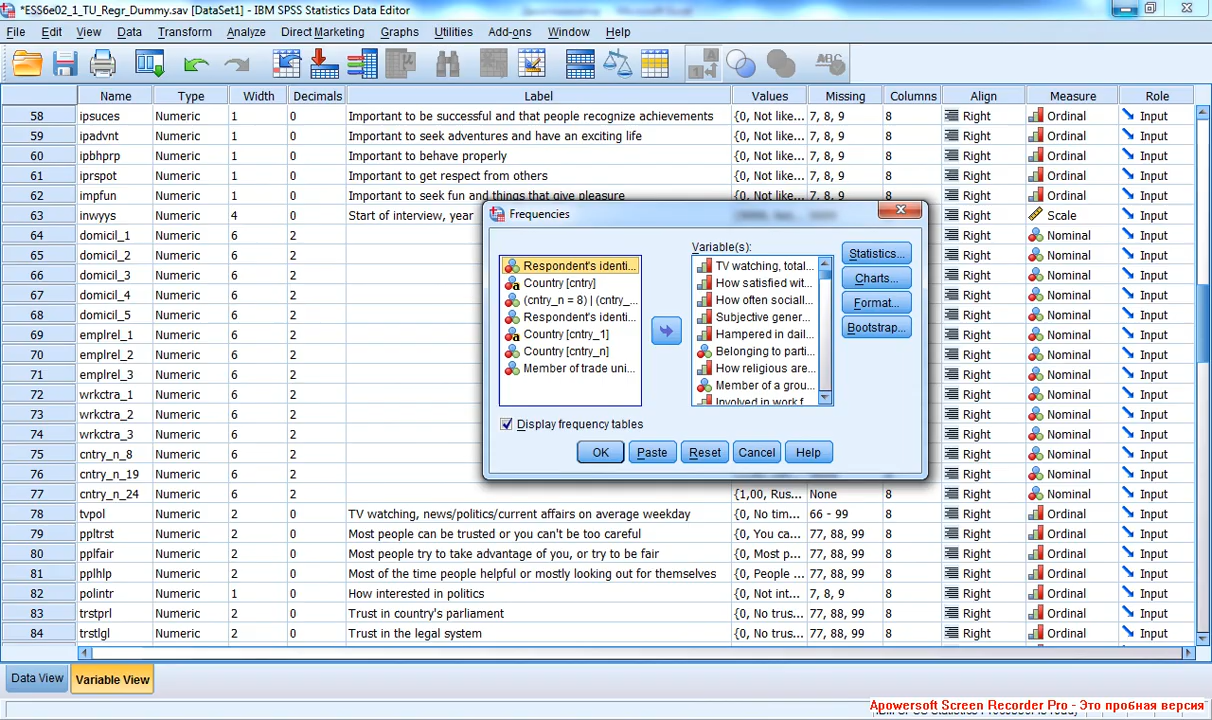 *ESS6e02_1_TU_Regr_Dummy.sav [DataSet1] - IBM SPSS Statistics Data Editor
File Edit View Data Transform Analyze Direct Marketing Graphs Utilities Add-ons Window Help
Name Type Width Decimals Label Values Missing Columns Align Measure Role
58 ipsuces Numeric 1 0 Important to be successful and that people recognize achievements {0, Not like... 7, 8, 9 8 Right Ordinal Input
59 ipadvnt Numeric 1 0 Important to seek adventures and have an exciting life {0, Not like... 7, 8, 9 8 Right Ordinal Input
60 ipbhprp Numeric 1 0 Important to behave properly {0, Not like... 7, 8, 9 8 Right Ordinal Input
61 iprspot Numeric 1 0 Important to get respect from others {0, Not like... 7, 8, 9 8 Right Ordinal Input
62 impfun Numeric 1 0 Important to seek fun and things that give pleasure {0, Not like... 7, 8, 9 8 Right Ordinal Input
63 inwyys Numeric 4 0 Start of interview, year Scale Input
64 domicil_1 Numeric 6 2 Nominal Input
65 domicil_2 Numeric 6 2 Nominal Input
66 domicil_3 Numeric 6 2 Nominal Input
67 domicil_4 Numeric 6 2 Nominal Input
68 domicil_5 Numeric 6 2 Nominal Input
69 emplrel_1 Numeric 6 2 Nominal Input
70 emplrel_2 Numeric 6 2 Nominal Input
71 emplrel_3 Numeric 6 2 Nominal Input
72 wrkctra_1 Numeric 6 2 Nominal Input
73 wrkctra_2 Numeric 6 2 Nominal Input
74 wrkctra_3 Numeric 6 2 Nominal Input
75 cntry_n_8 Numeric 6 2 Nominal Input
76 cntry_n_19 Numeric 6 2 Nominal Input
77 cntry_n_24 Numeric 6 2 {1,00, Rus... None 8 Right Nominal Input
78 tvpol Numeric 2 0 TV watching, news/politics/current affairs on average weekday {0, No tim... 66 - 99 8 Right Ordinal Input
79 ppltrst Numeric 2 0 Most people can be trusted or you can't be too careful {0, You ca... 77, 88, 99 8 Right Ordinal Input
80 pplfair Numeric 2 0 Most people try to take advantage of you, or try to be fair {0, Most p... 77, 88, 99 8 Right Ordinal Input
81 pplhlp Numeric 2 0 Most of the time people helpful or mostly looking out for themselves {0, People ... 77, 88, 99 8 Right Ordinal Input
82 polintr Numeric 1 0 How interested in politics {0, Not int... 7, 8, 9 8 Right Ordinal Input
83 trstprl Numeric 2 0 Trust in country's parliament {0, No trus... 77, 88, 99 8 Right Ordinal Input
84 trstlgl Numeric 2 0 Trust in the legal system {0, No trus... 77, 88, 99 8 Right Ordinal Input
Frequencies
Variable(s):
Respondent's identi...
Country [cntry]
(cntry_n = 8) | (cntry_...
Respondent's identi...
Country [cntry_1]
Country [cntry_n]
Member of trade uni...
TV watching, total...
How satisfied wit...
How often sociall...
Subjective gener...
Hampered in dail...
Belonging to parti...
How religious are...
Member of a grou...
Involved in work f...
Statistics...
Charts...
Format...
Bootstrap...
Display frequency tables
OK Paste Reset Cancel Help
Data View Variable View
Apowersoft Screen Recorder Pro - Это пробная версия